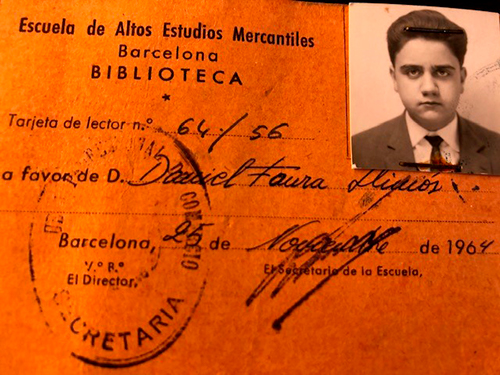 Escuela de Altos Estudios Mercantiles
Barcelona
BIBLIOTECA
Tarjeta de lector n.º 64/56
a favor de D. Daniel Faura
Barcelona, 25 de Noviembre de 1964
V.º B.º
El Director,
El Secretario de la Escuela,
SECRETARIA